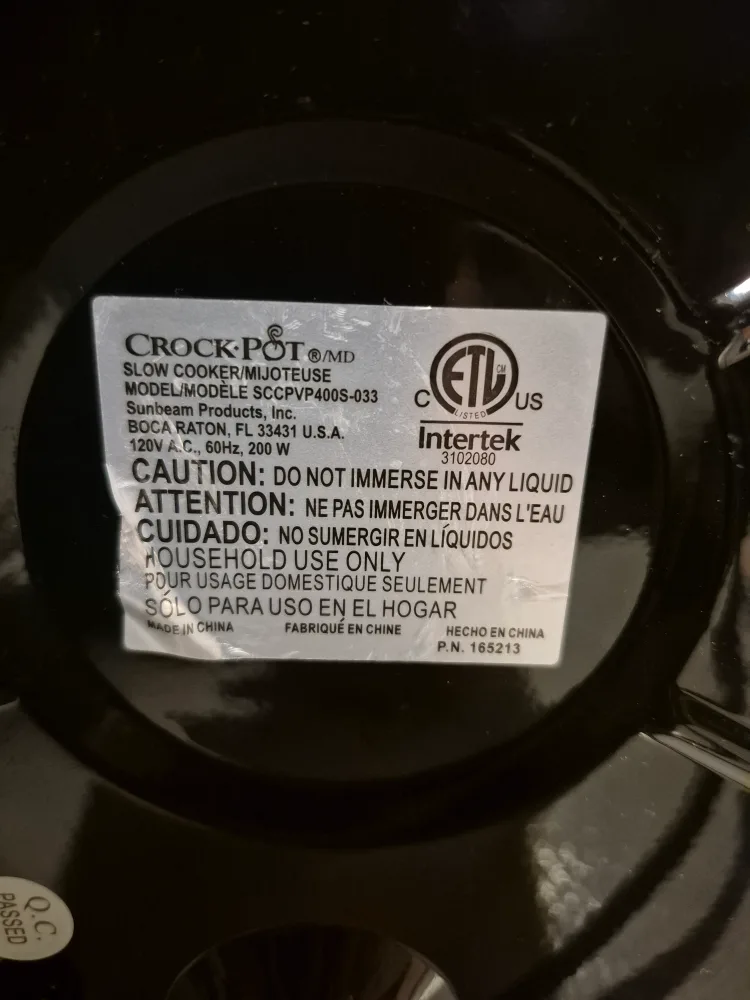 CROCK·POT ®/MD
SLOW COOKER/MIJOTEUSE
MODEL/MODÈLE SCCPVP400S-033
Sunbeam Products, Inc.
BOCA RATON, FL 33431 U.S.A.
120V A.C., 60Hz, 200 W
ETL CM
LISTED
C US
Intertek
3102080
CAUTION: DO NOT IMMERSE IN ANY LIQUID
ATTENTION: NE PAS IMMERGER DANS L'EAU
CUIDADO: NO SUMERGIR EN LÍQUIDOS
HOUSEHOLD USE ONLY
POUR USAGE DOMESTIQUE SEULEMENT
SÓLO PARA USO EN EL HOGAR
MADE IN CHINA FABRIQUÉ EN CHINE HECHO EN CHINA
P.N. 165213
Q.C.
PASSED